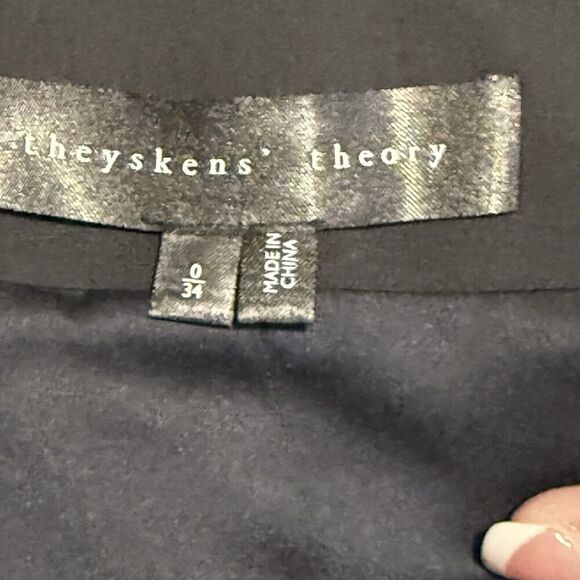 theyskens' theory
0
34
MADE IN
CHINA